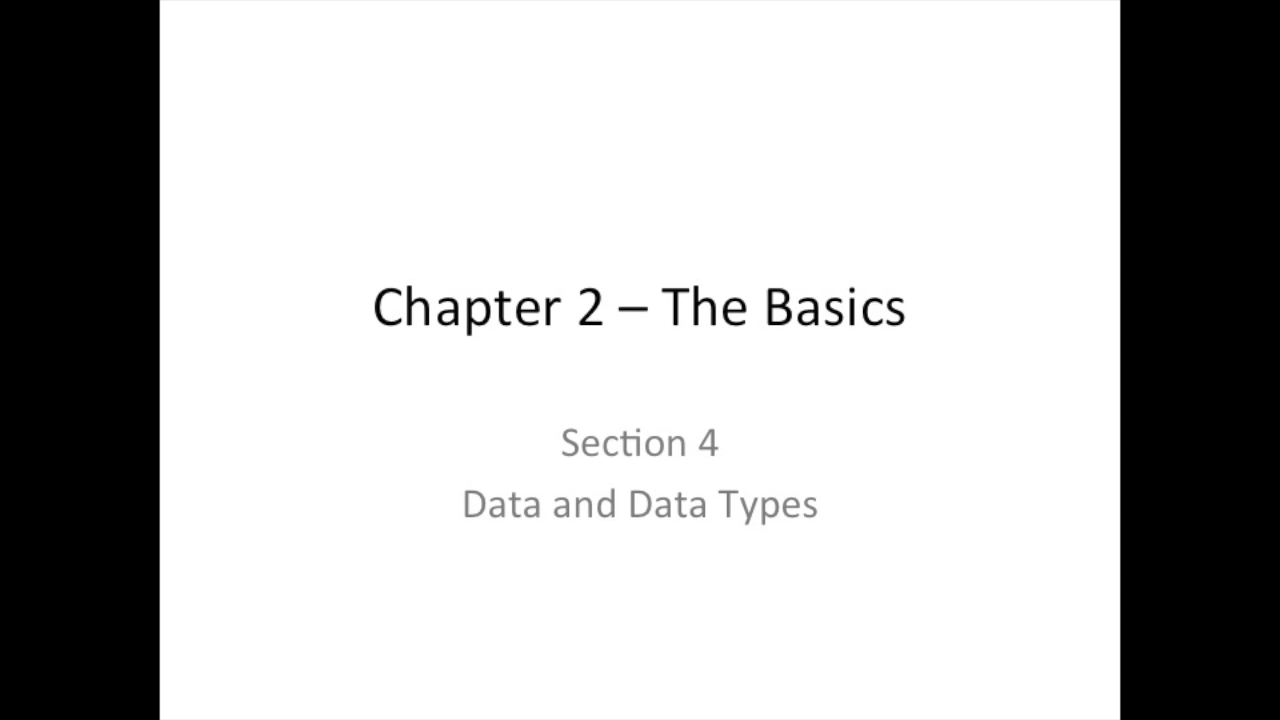 Chapter 2 – The Basics
Section 4
Data and Data Types